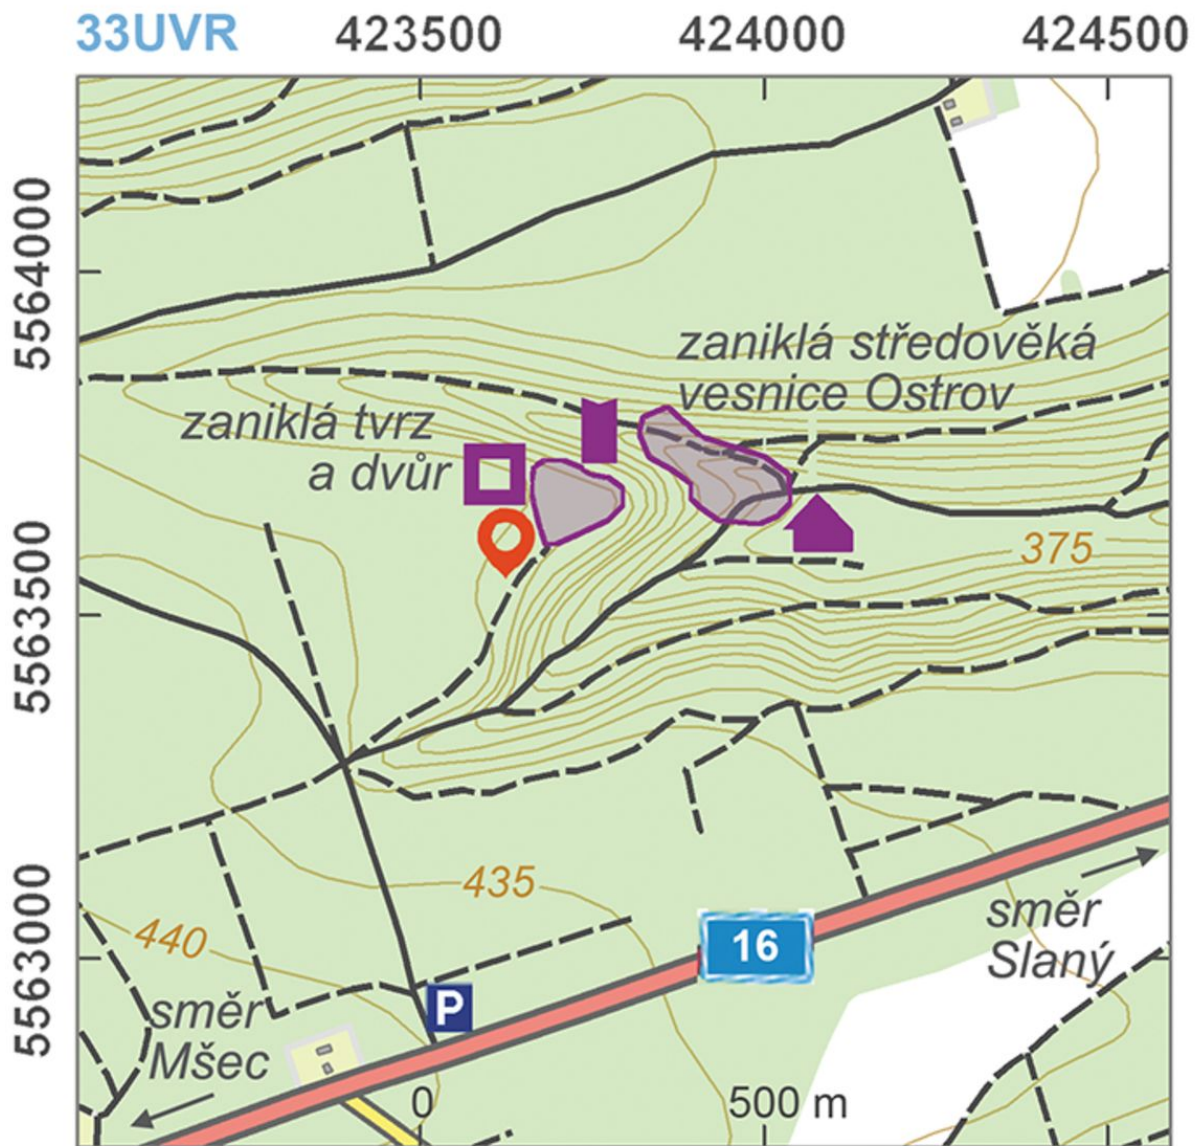 33UVR 423500 424000 424500
5564000
5563500
5563000
zaniklá středověká
vesnice Ostrov
zaniklá tvrz
a dvůr
375
435
440
16
směr
Slaný
P
směr
Mšec
0 500 m